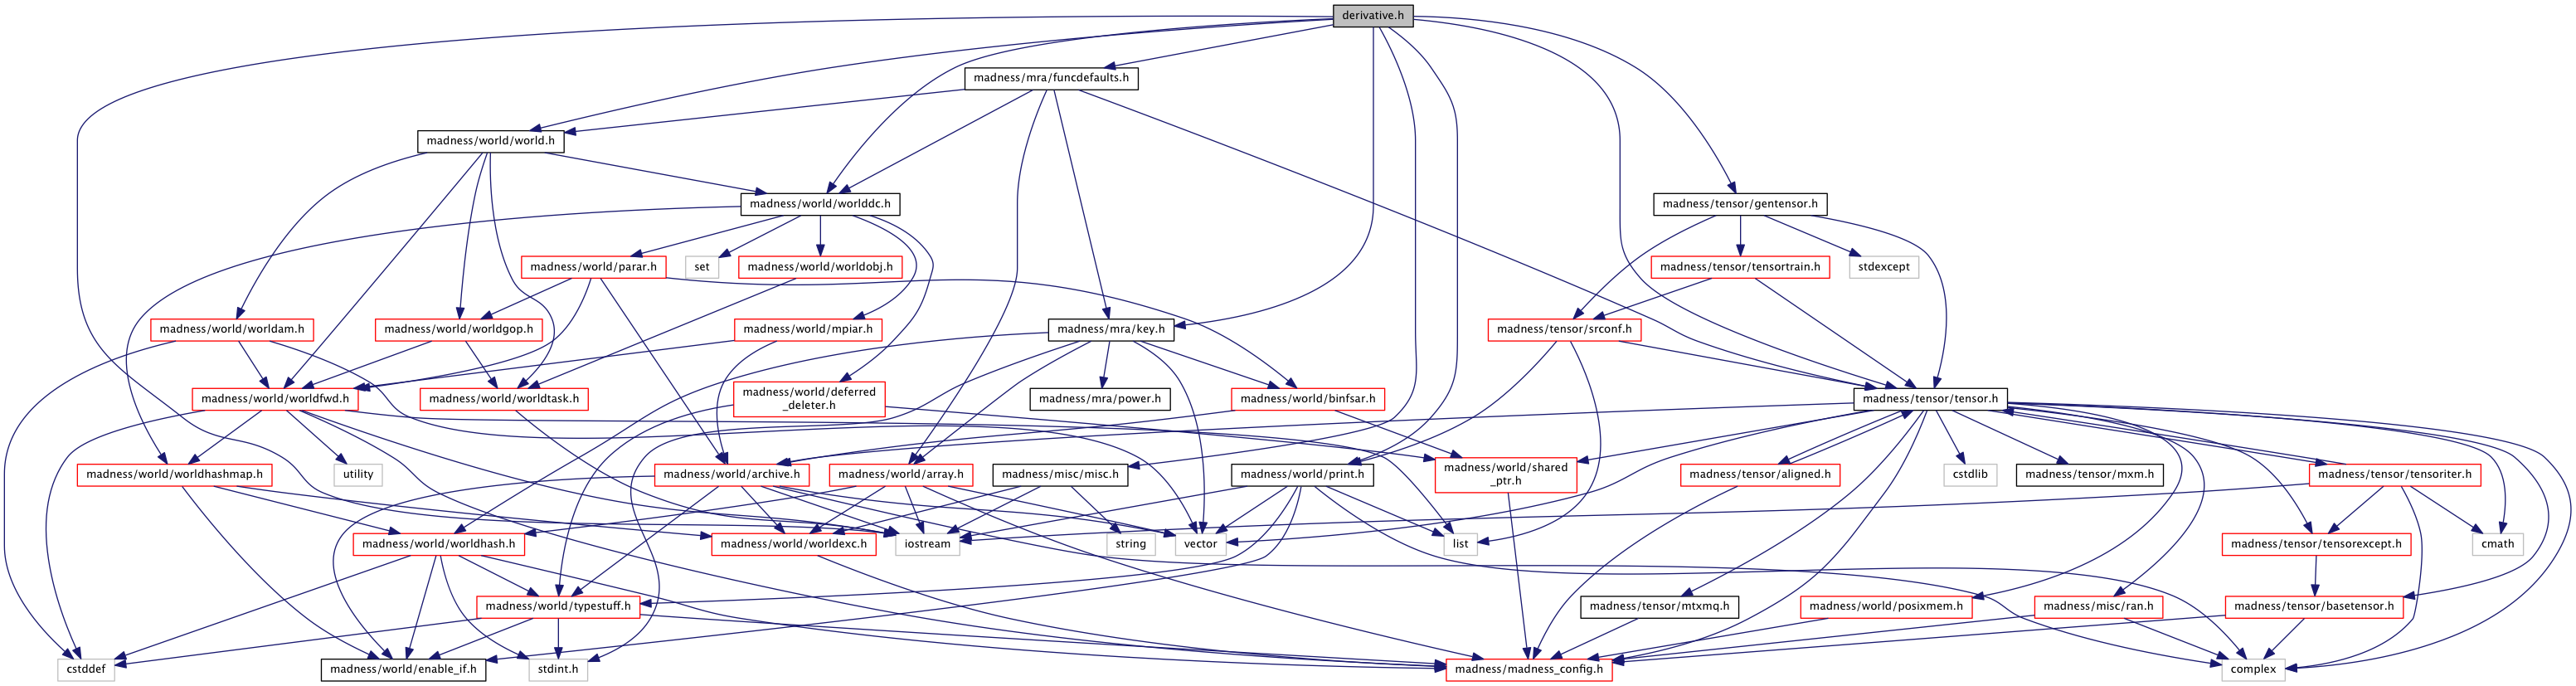 derivative.h
madness/mra/funcdefaults.h
madness/world/world.h
madness/world/worlddc.h
madness/tensor/gentensor.h
madness/world/parar.h
set
madness/world/worldobj.h
madness/tensor/tensortrain.h
stdexcept
madness/world/worldam.h
madness/world/worldgop.h
madness/world/mpiar.h
madness/mra/key.h
madness/tensor/srconf.h
madness/world/worldfwd.h
madness/world/worldtask.h
madness/world/deferred
_deleter.h
madness/mra/power.h
madness/world/binfsar.h
madness/tensor/tensor.h
madness/world/worldhashmap.h
utility
madness/world/archive.h
madness/world/array.h
madness/misc/misc.h
madness/world/print.h
madness/world/shared
_ptr.h
madness/tensor/aligned.h
cstdlib
madness/tensor/mxm.h
madness/tensor/tensoriter.h
madness/world/worldhash.h
madness/world/worldexc.h
iostream
string
vector
list
madness/tensor/tensorexcept.h
cmath
madness/world/typestuff.h
madness/tensor/mtxmq.h
madness/world/posixmem.h
madness/misc/ran.h
madness/tensor/basetensor.h
cstddef
madness/world/enable_if.h
stdint.h
madness/madness_config.h
complex